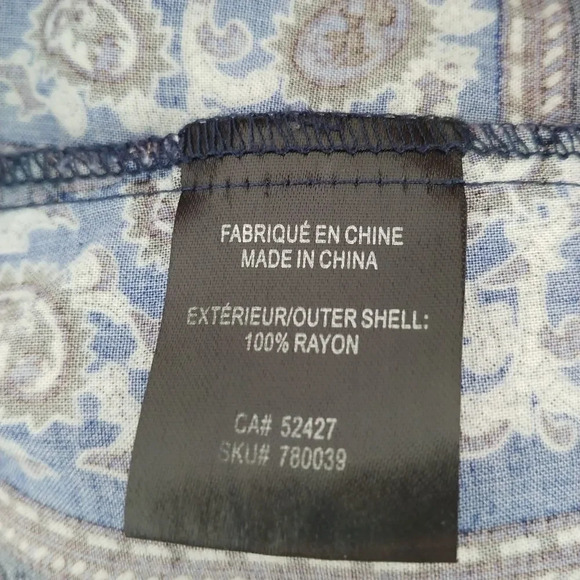 FABRIQUÉ EN CHINE
MADE IN CHINA
EXTÉRIEUR/OUTER SHELL:
100% RAYON
CA# 52427
SKU# 780039